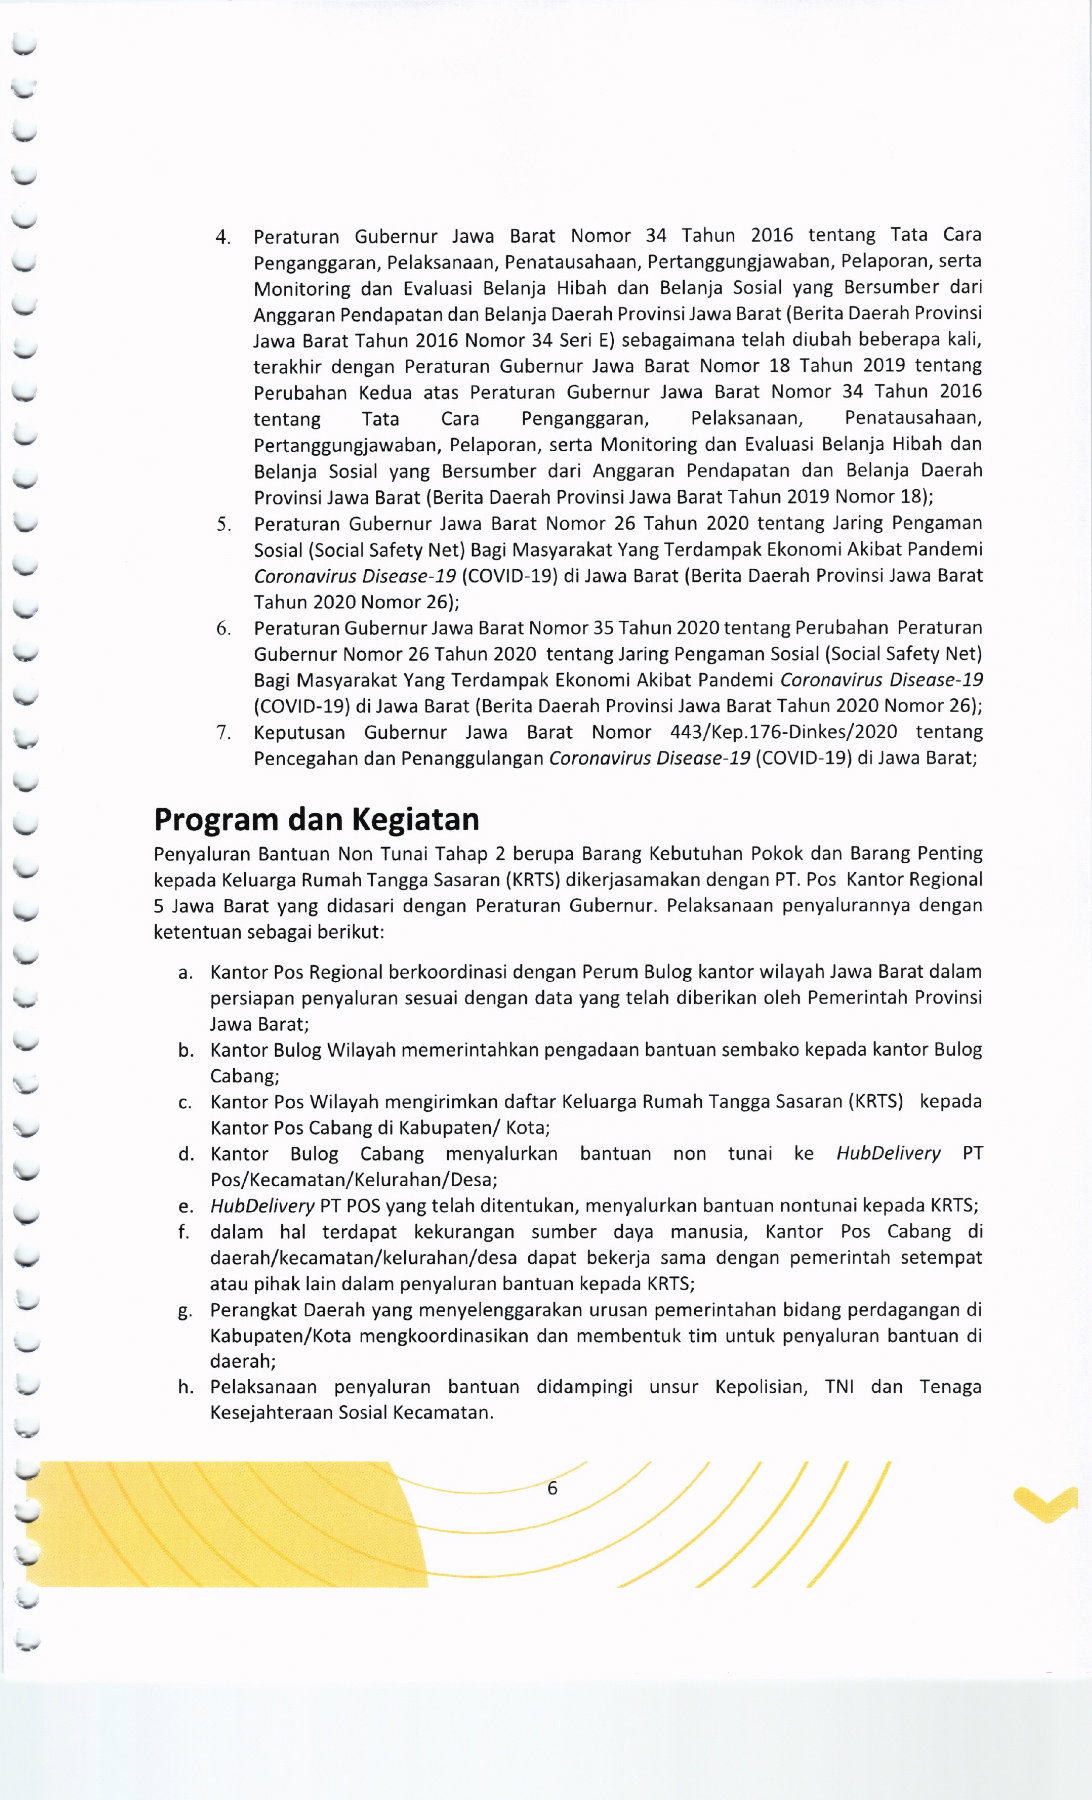 4. Peraturan Gubernur Jawa Barat Nomor 34 Tahun 2016 tentang Tata Cara
Penganggaran, Pelaksanaan, Penatausahaan, Pertanggungjawaban, Pelaporan, serta
Monitoring dan Evaluasi Belanja Hibah dan Belanja Sosial yang Bersumber dari
Anggaran Pendapatan dan Belanja Daerah Provinsi Jawa Barat (Berita Daerah Provinsi
Jawa Barat Tahun 2016 Nomor 34 Seri E) sebagaimana telah diubah beberapa kali,
terakhir dengan Peraturan Gubernur Jawa Barat Nomor 18 Tahun 2019 tentang
Perubahan Kedua atas Peraturan Gubernur Jawa Barat Nomor 34 Tahun 2016
tentang Tata Cara Penganggaran, Pelaksanaan, Penatausahaan,
Pertanggungjawaban, Pelaporan, serta Monitoring dan Evaluasi Belanja Hibah dan
Belanja Sosial yang Bersumber dari Anggaran Pendapatan dan Belanja Daerah
Provinsi Jawa Barat (Berita Daerah Provinsi Jawa Barat Tahun 2019 Nomor 18);
5. Peraturan Gubernur Jawa Barat Nomor 26 Tahun 2020 tentang Jaring Pengaman
Sosial (Social Safety Net) Bagi Masyarakat Yang Terdampak Ekonomi Akibat Pandemi
Coronavirus Disease-19 (COVID-19) di Jawa Barat (Berita Daerah Provinsi Jawa Barat
Tahun 2020 Nomor 26);
6. Peraturan Gubernur Jawa Barat Nomor 35 Tahun 2020 tentang Perubahan Peraturan
Gubernur Nomor 26 Tahun 2020 tentang Jaring Pengaman Sosial (Social Safety Net)
Bagi Masyarakat Yang Terdampak Ekonomi Akibat Pandemi Coronavirus Disease-19
(COVID-19) di Jawa Barat (Berita Daerah Provinsi Jawa Barat Tahun 2020 Nomor 26);
7. Keputusan Gubernur Jawa Barat Nomor 443/Kep.176-Dinkes/2020 tentang
Pencegahan dan Penanggulangan Coronavirus Disease-19 (COVID-19) di Jawa Barat;
Program dan Kegiatan
Penyaluran Bantuan Non Tunai Tahap 2 berupa Barang Kebutuhan Pokok dan Barang Penting
kepada Keluarga Rumah Tangga Sasaran (KRTS) dikerjasamakan dengan PT. Pos Kantor Regional
5 Jawa Barat yang didasari dengan Peraturan Gubernur. Pelaksanaan penyalurannya dengan
ketentuan sebagai berikut:
a. Kantor Pos Regional berkoordinasi dengan Perum Bulog kantor wilayah Jawa Barat dalam
persiapan penyaluran sesuai dengan data yang telah diberikan oleh Pemerintah Provinsi
Jawa Barat;
b. Kantor Bulog Wilayah memerintahkan pengadaan bantuan sembako kepada kantor Bulog
Cabang;
c. Kantor Pos Wilayah mengirimkan daftar Keluarga Rumah Tangga Sasaran (KRTS) kepada
Kantor Pos Cabang di Kabupaten/ Kota;
d. Kantor Bulog Cabang menyalurkan bantuan non tunai ke HubDelivery PT
Pos/Kecamatan/Kelurahan/Desa;
e. HubDelivery PT POS yang telah ditentukan, menyalurkan bantuan nontunai kepada KRTS;
f. dalam hal terdapat kekurangan sumber daya manusia, Kantor Pos Cabang di
daerah/kecamatan/kelurahan/desa dapat bekerja sama dengan pemerintah setempat
atau pihak lain dalam penyaluran bantuan kepada KRTS;
g. Perangkat Daerah yang menyelenggarakan urusan pemerintahan bidang perdagangan di
Kabupaten/Kota mengkoordinasikan dan membentuk tim untuk penyaluran bantuan di
daerah;
h. Pelaksanaan penyaluran bantuan didampingi unsur Kepolisian, TNI dan Tenaga
Kesejahteraan Sosial Kecamatan.
6